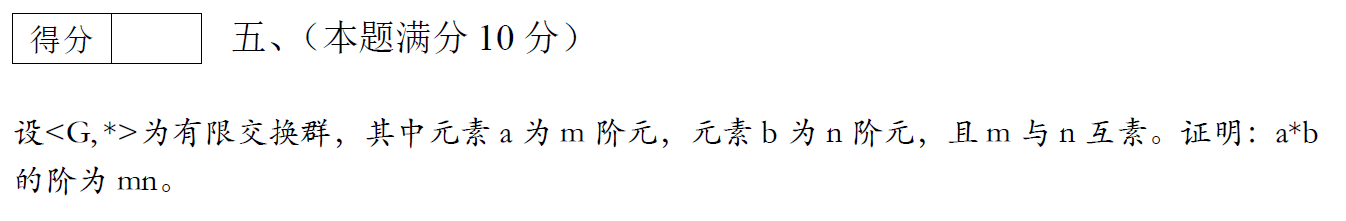 得分 五、（本题满分 10 分）
设<G,*>为有限交换群，其中元素 a 为 m 阶元，元素 b 为 n 阶元，且 m 与 n 互素。证明：a*b
的阶为 mn。